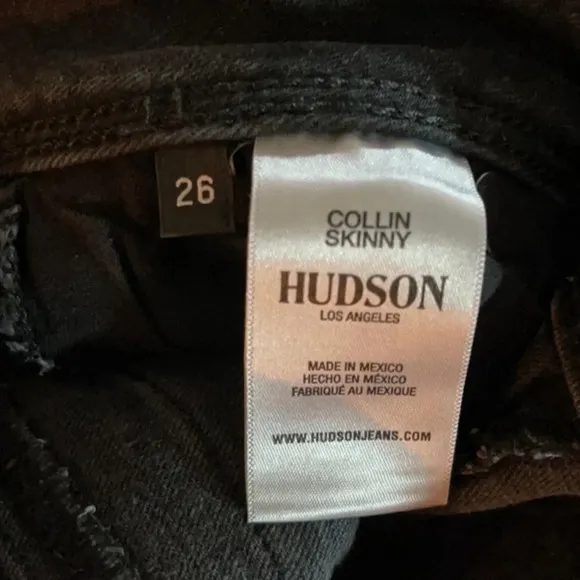 26
COLLIN
SKINNY
HUDSON
LOS ANGELES
MADE IN MEXICO
HECHO EN MÉXICO
FABRIQUÉ AU MEXIQUE
WWW.HUDSONJEANS.COM